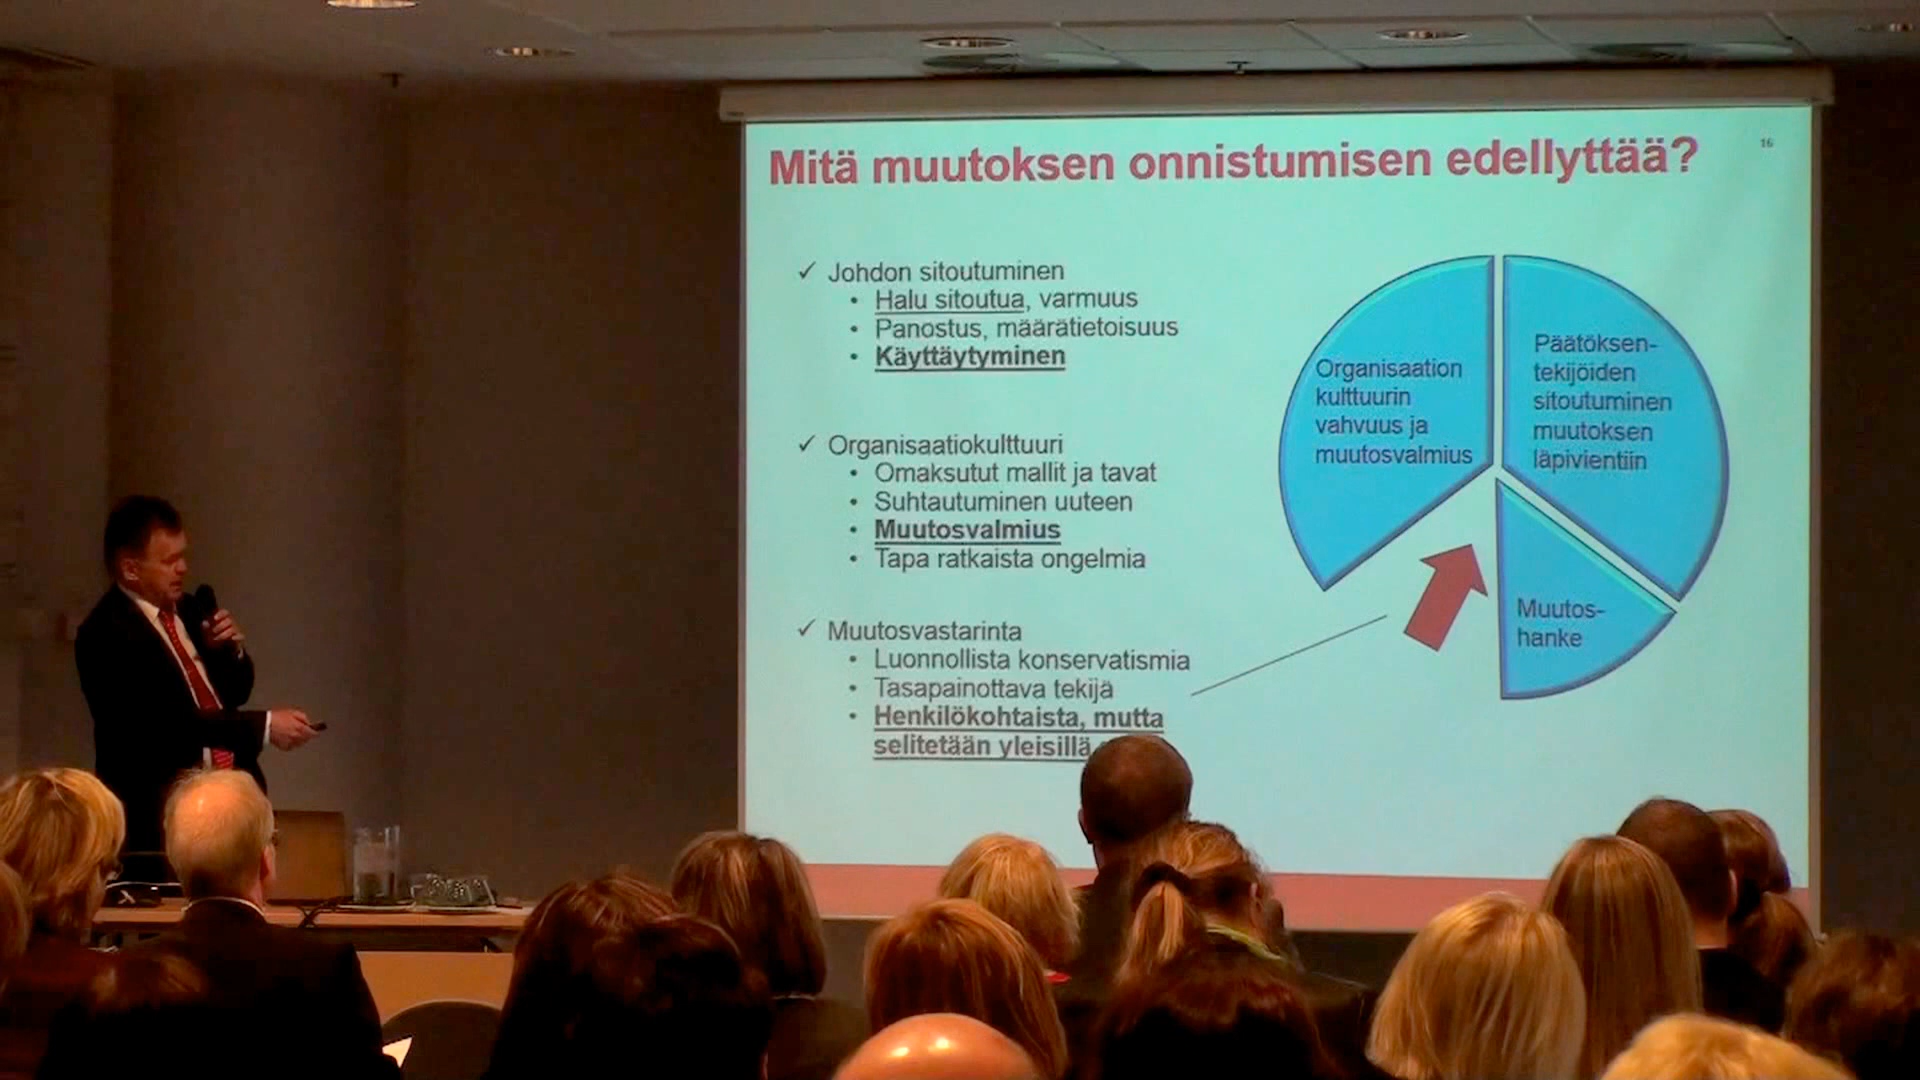 Mitä muutoksen onnistumisen edellyttää?
16
✓ Johdon sitoutuminen
• Halu sitoutua, varmuus
• Panostus, määrätietoisuus
• Käyttäytyminen
✓ Organisaatiokulttuuri
• Omaksutut mallit ja tavat
• Suhtautuminen uuteen
• Muutosvalmius
• Tapa ratkaista ongelmia
✓ Muutosvastarinta
• Luonnollista konservatismia
• Tasapainottava tekijä
• Henkilökohtaista, mutta
selitetään yleisillä
Organisaation
kulttuurin
vahvuus ja
muutosvalmius
Päätöksen-
tekijöiden
sitoutuminen
muutoksen
läpivientiin
Muutos-
hanke